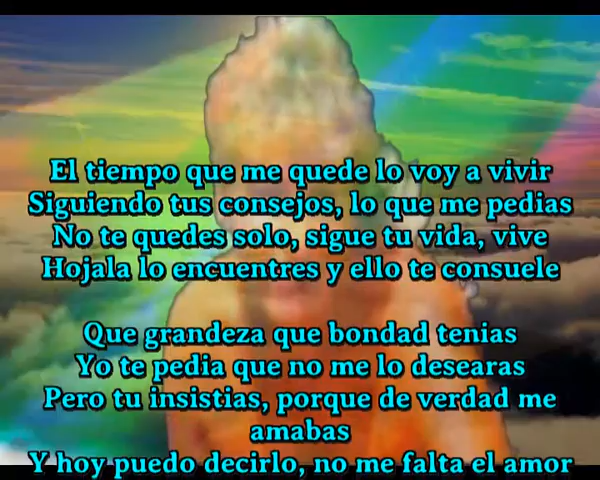 El tiempo que me quede lo voy a vivir
Siguiendo tus consejos, lo que me pedias
No te quedes solo, sigue tu vida, vive
Hojala lo encuentres y ello te consuele
Que grandeza que bondad tenias
Yo te pedia que no me lo desearas
Pero tu insistias, porque de verdad me
amabas
Y hoy puedo decirlo, no me falta el amor